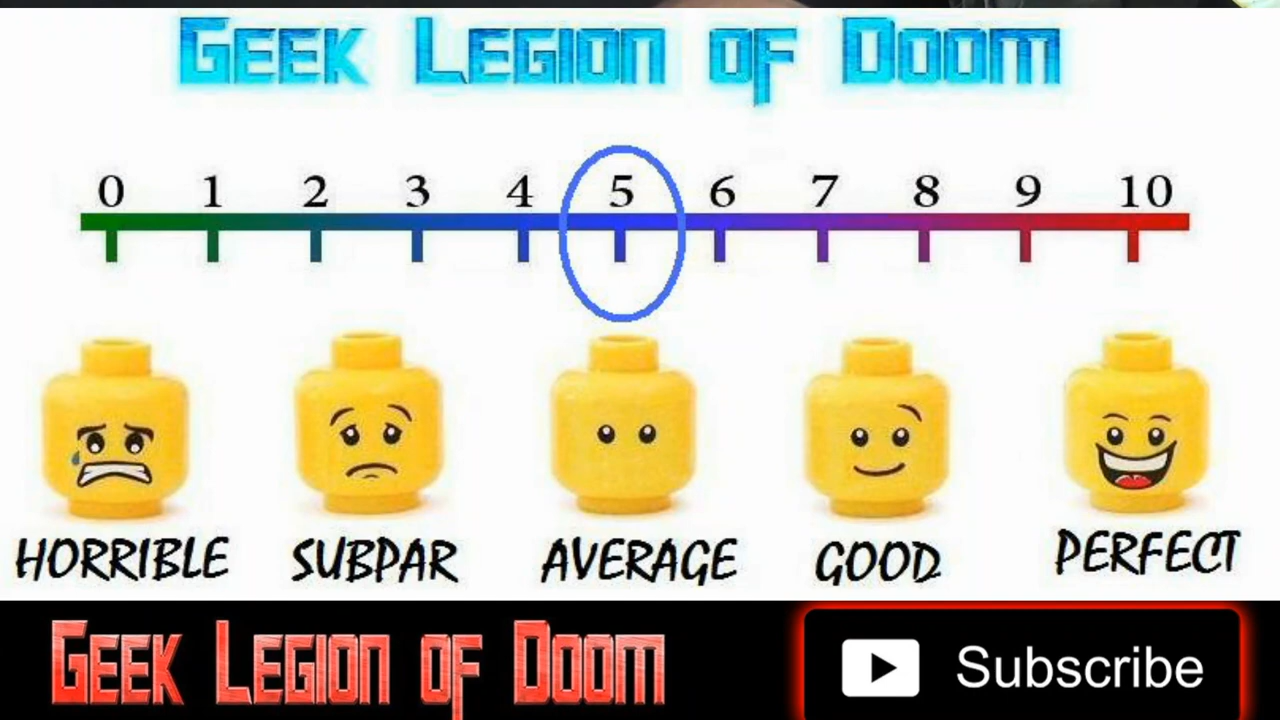 GEEK LEGION OF DOOM
0 1 2 3 4 5 6 7 8 9 10
HORRIBLE SUBPAR AVERAGE GOOD PERFECT
GEEK LEGION OF DOOM
Subscribe